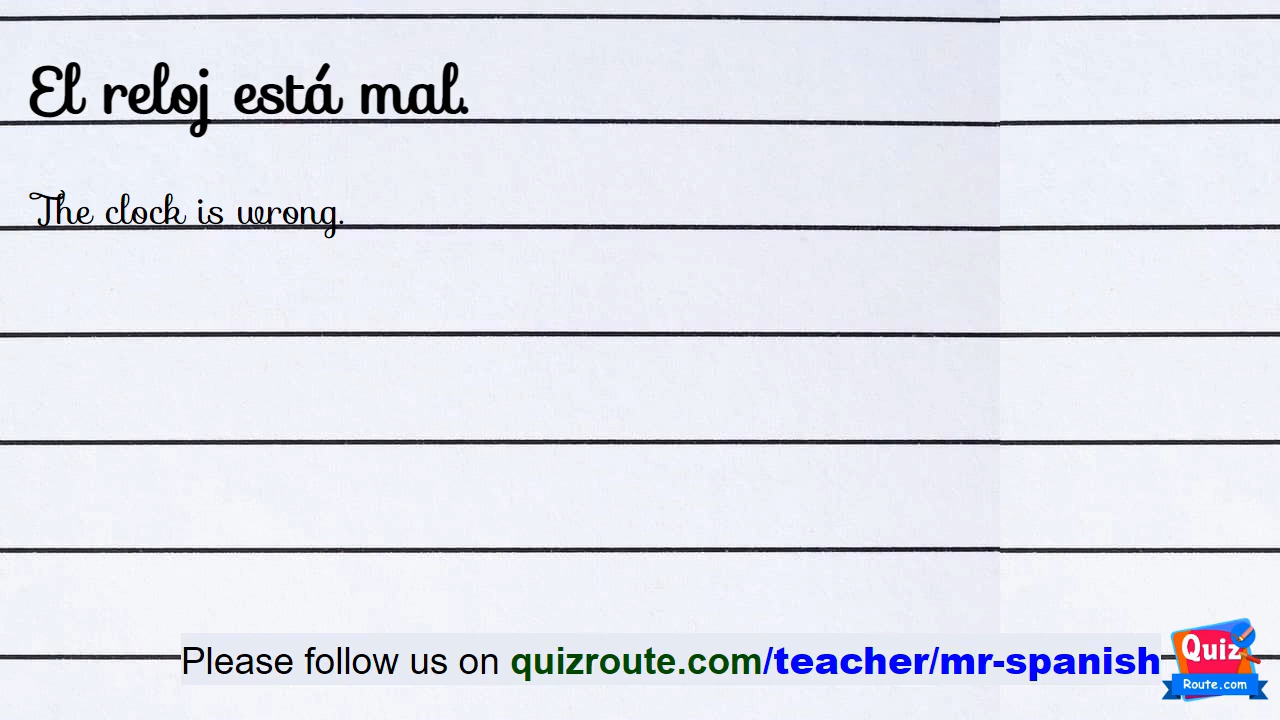 El reloj está mal.
The clock is wrong.
Please follow us on quizroute.com/teacher/mr-spanish
Quiz
Route.com